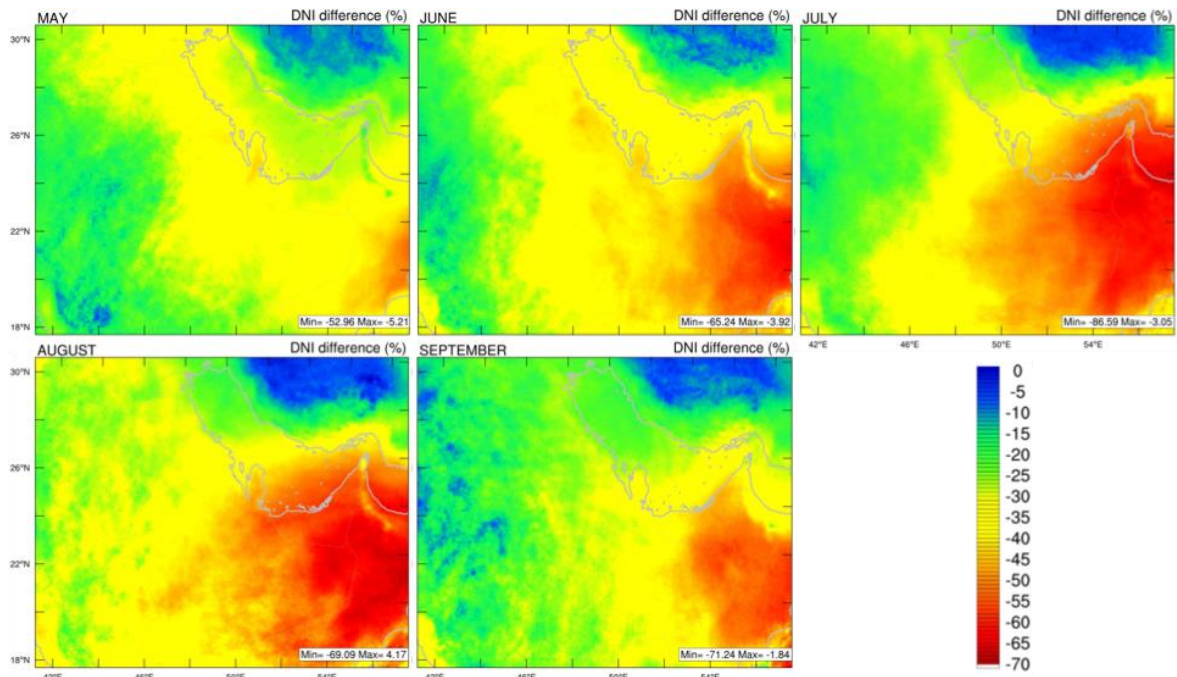 MAY DNI difference (%)
JUNE DNI difference (%)
JULY DNI difference (%)
30°N
26°N
22°N
18°N
Min= -52.96 Max= -5.21
Min= -65.24 Max= -3.92
Min= -86.59 Max= -3.05
42°E 46°E 50°E 54°E
AUGUST DNI difference (%)
SEPTEMBER DNI difference (%)
30°N
26°N
22°N
18°N
Min= -69.09 Max= 4.17
Min= -71.24 Max= -1.84
0
-5
-10
-15
-20
-25
-30
-35
-40
-45
-50
-55
-60
-65
-70